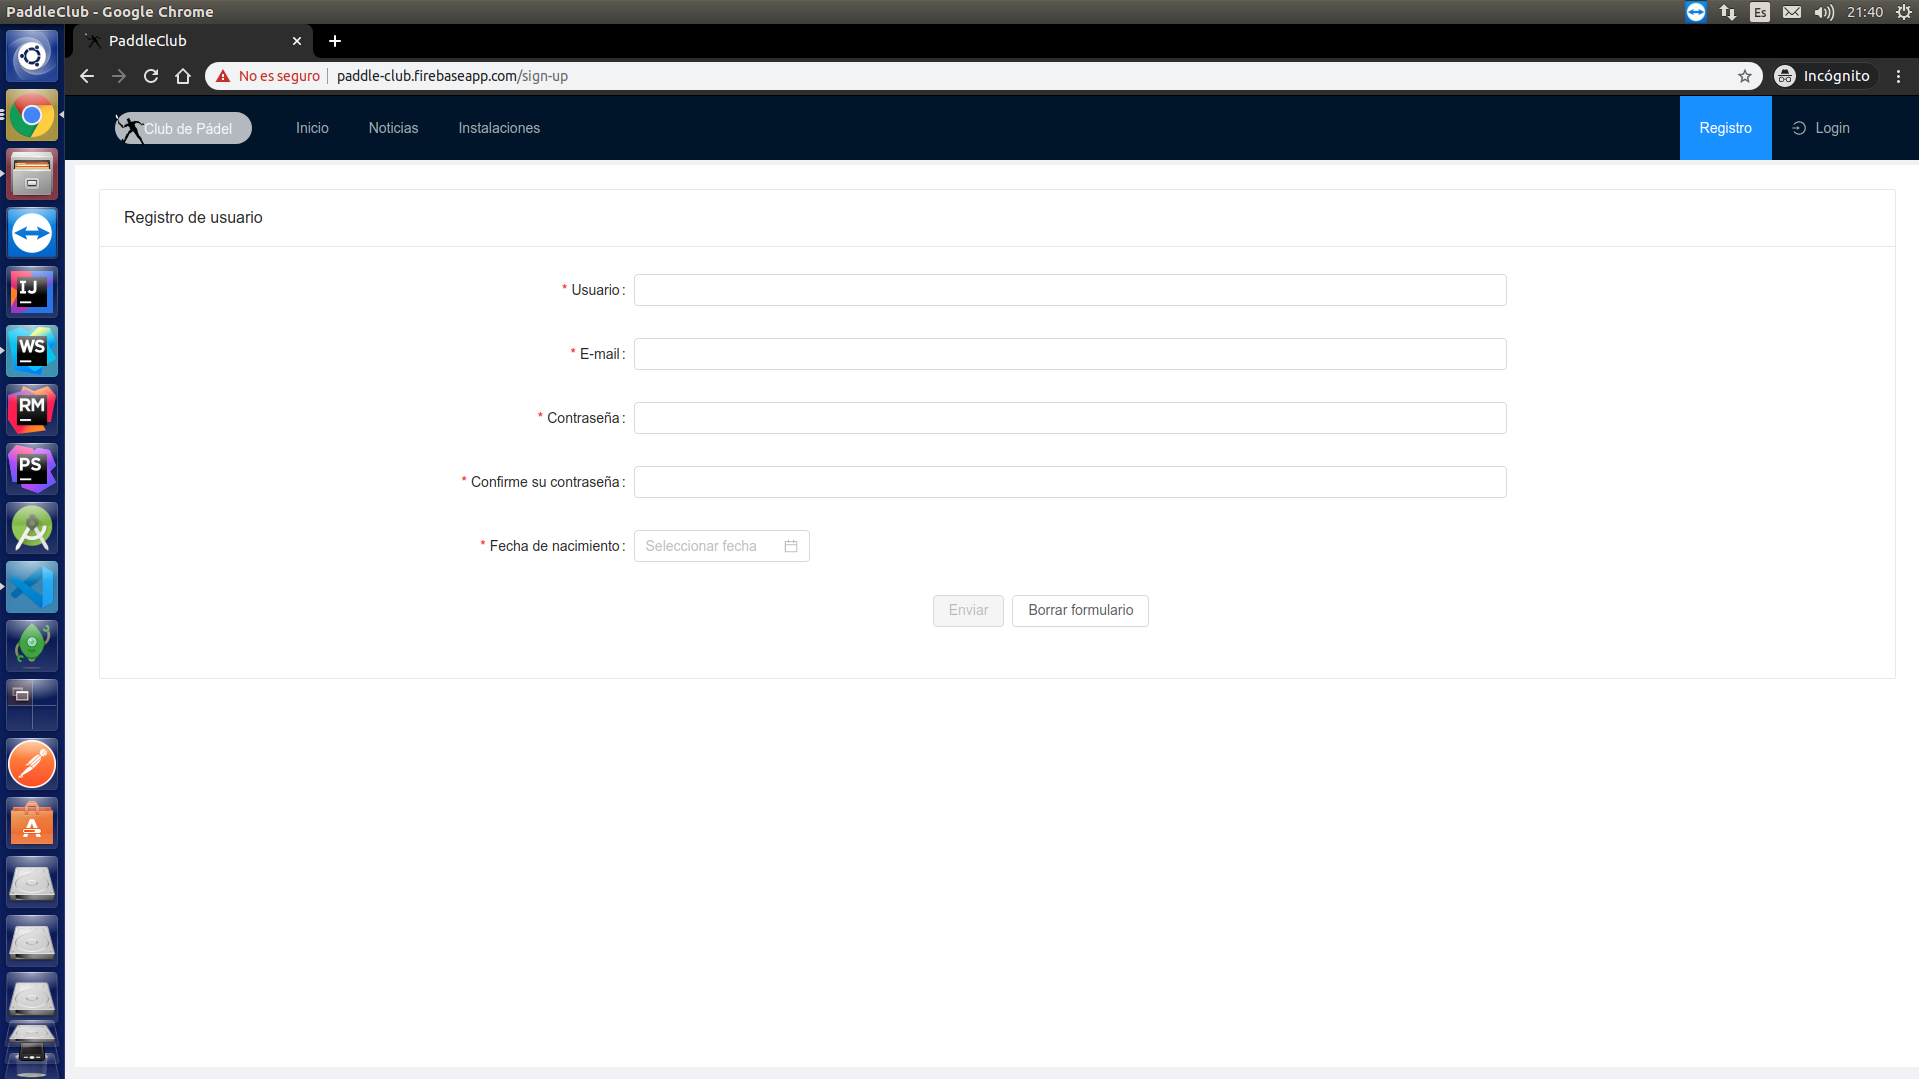 PaddleClub - Google Chrome
Es
21:40
PaddleClub
No es seguro
paddle-club.firebaseapp.com/sign-up
Incógnito
Club de Pádel
Inicio
Noticias
Instalaciones
Registro
Login
Registro de usuario
* Usuario:
* E-mail:
* Contraseña:
* Confirme su contraseña:
* Fecha de nacimiento:
Seleccionar fecha
Enviar
Borrar formulario
IJ
WS
RM
PS
A